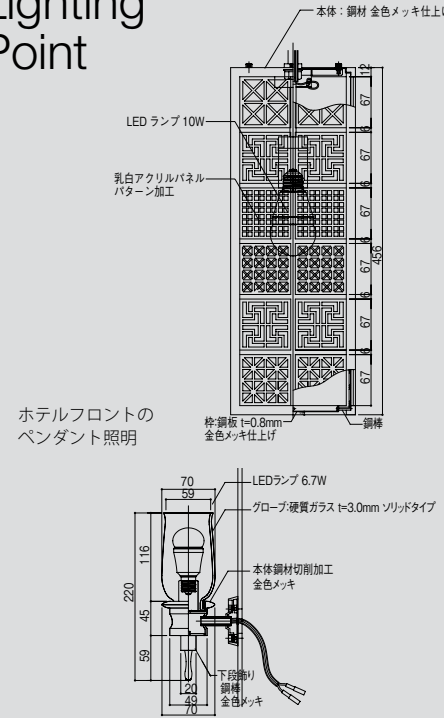 Lighting
Point
本体：鋼材 金色メッキ仕上げ
LED ランプ 10W
乳白アクリルパネル
パターン加工
12
67
6
67
6
67
6
67
6
67
6
67
456
枠:鋼板 t=0.8mm
金色メッキ仕上げ
鋼棒
ホテルフロントの
ペンダント照明
70
59
LEDランプ 6.7W
グローブ:硬質ガラス t=3.0mm ソリッドタイプ
116
220
45
59
本体鋼材切削加工
金色メッキ
下段飾り
鋼棒
金色メッキ
20
49
70